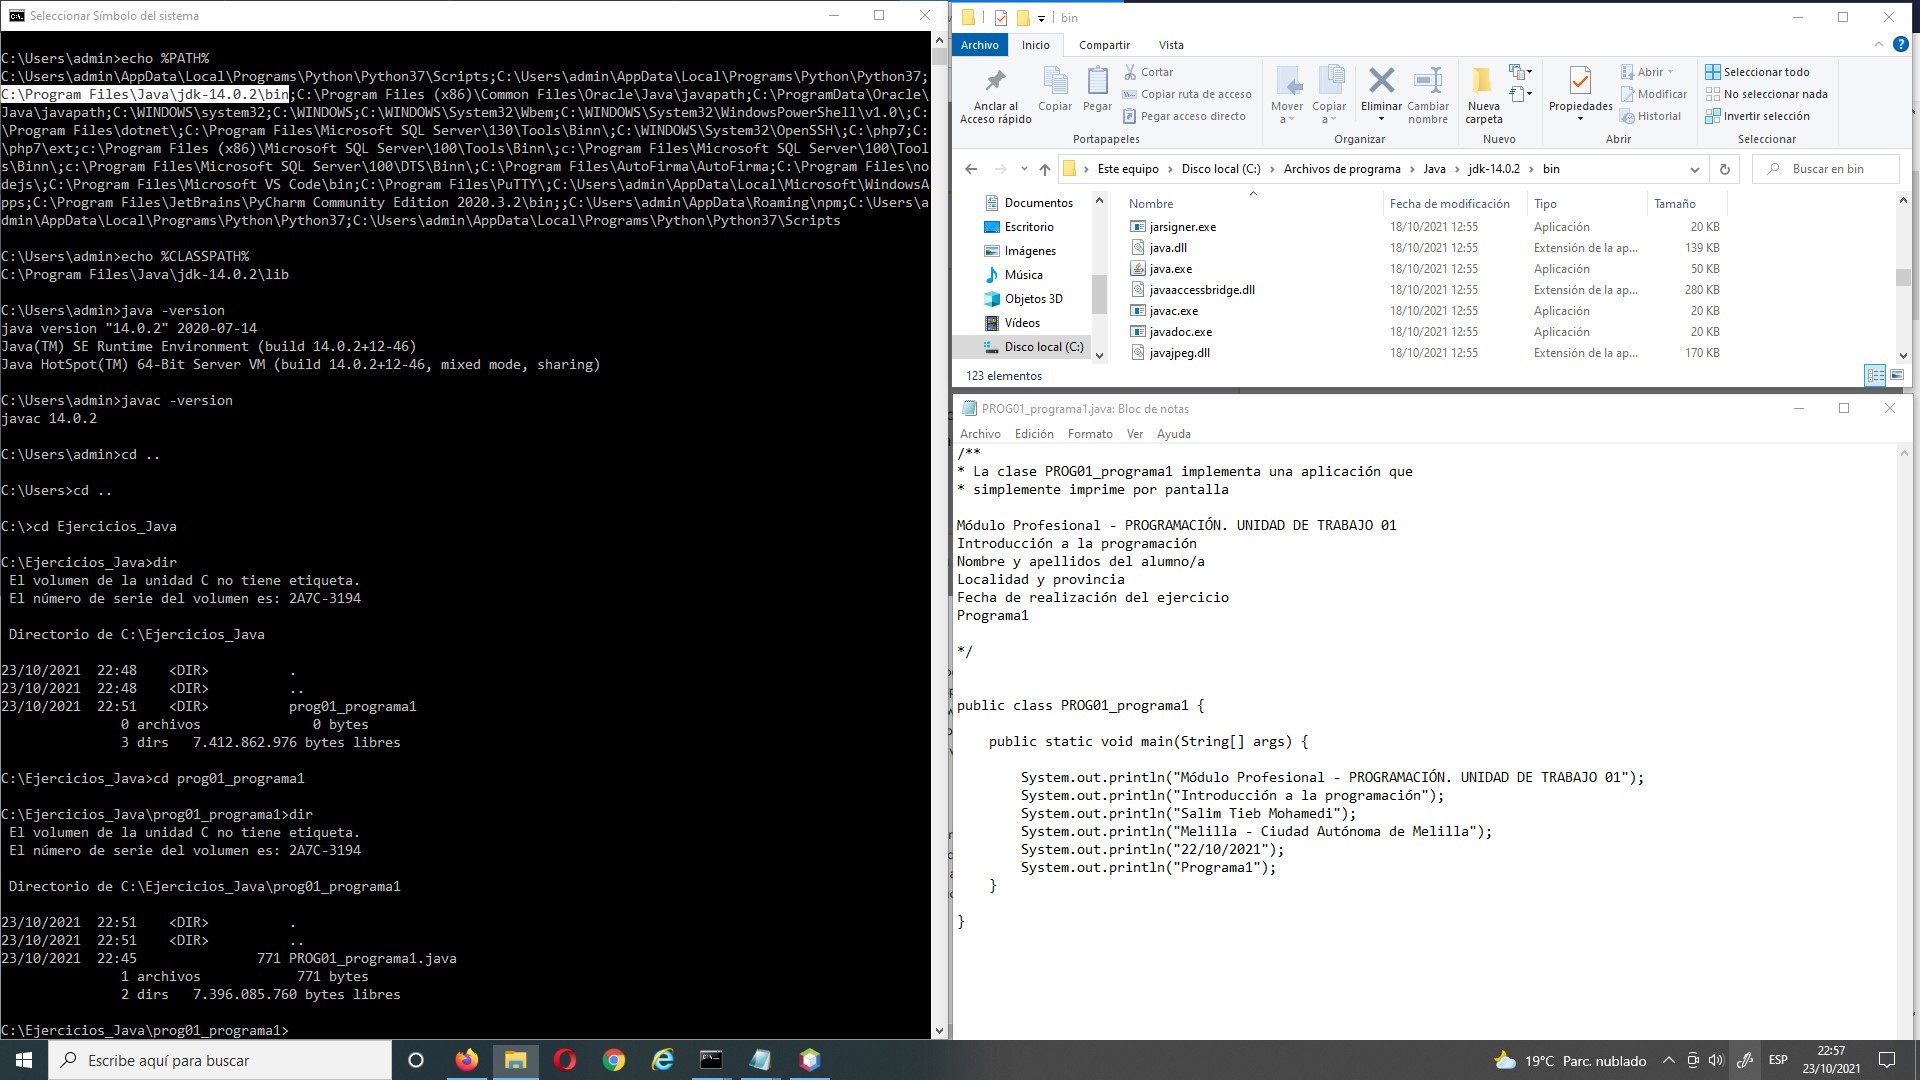 Seleccionar Símbolo del sistema
C:\Users\admin>echo %PATH%
C:\Users\admin\AppData\Local\Programs\Python\Python37\Scripts;C:\Users\admin\AppData\Local\Programs\Python\Python37;
C:\Program Files\Java\jdk-14.0.2\bin;C:\Program Files (x86)\Common Files\Oracle\Java\javapath;C:\ProgramData\Oracle\
Java\javapath;C:\WINDOWS\system32;C:\WINDOWS;C:\WINDOWS\System32\Wbem;C:\WINDOWS\System32\WindowsPowerShell\v1.0\;C:
\Program Files\dotnet\;C:\Program Files\Microsoft SQL Server\130\Tools\Binn\;C:\WINDOWS\System32\OpenSSH\;C:\php7;C:
\php7\ext;c:\Program Files (x86)\Microsoft SQL Server\100\Tools\Binn\;c:\Program Files\Microsoft SQL Server\100\Tool
s\Binn\;c:\Program Files\Microsoft SQL Server\100\DTS\Binn\;C:\Program Files\AutoFirma\AutoFirma;C:\Program Files\no
dejs\;C:\Program Files\Microsoft VS Code\bin;C:\Program Files\PuTTY\;C:\Users\admin\AppData\Local\Microsoft\WindowsA
pps;C:\Program Files\JetBrains\PyCharm Community Edition 2020.3.2\bin;;C:\Users\admin\AppData\Roaming\npm;C:\Users\a
dmin\AppData\Local\Programs\Python\Python37;C:\Users\admin\AppData\Local\Programs\Python\Python37\Scripts
C:\Users\admin>echo %CLASSPATH%
C:\Program Files\Java\jdk-14.0.2\lib
C:\Users\admin>java -version
java version "14.0.2" 2020-07-14
Java(TM) SE Runtime Environment (build 14.0.2+12-46)
Java HotSpot(TM) 64-Bit Server VM (build 14.0.2+12-46, mixed mode, sharing)
C:\Users\admin>javac -version
javac 14.0.2
C:\Users\admin>cd ..
C:\Users>cd ..
C:\>cd Ejercicios_Java
C:\Ejercicios_Java>dir
El volumen de la unidad C no tiene etiqueta.
El número de serie del volumen es: 2A7C-3194
Directorio de C:\Ejercicios_Java
23/10/2021 22:48 <DIR> .
23/10/2021 22:48 <DIR> ..
23/10/2021 22:51 <DIR> prog01_programa1
0 archivos 0 bytes
3 dirs 7.412.862.976 bytes libres
C:\Ejercicios_Java>cd prog01_programa1
C:\Ejercicios_Java\prog01_programa1>dir
El volumen de la unidad C no tiene etiqueta.
El número de serie del volumen es: 2A7C-3194
Directorio de C:\Ejercicios_Java\prog01_programa1
23/10/2021 22:51 <DIR> .
23/10/2021 22:51 <DIR> ..
23/10/2021 22:45 771 PROG01_programa1.java
1 archivos 771 bytes
2 dirs 7.396.085.760 bytes libres
C:\Ejercicios_Java\prog01_programa1>
bin
Archivo Inicio Compartir Vista
Anclar al Acceso rápido
Copiar
Pegar
Cortar
Copiar ruta de acceso
Pegar acceso directo
Portapapeles
Mover a
Copiar a
Eliminar
Cambiar nombre
Organizar
Nueva carpeta
Nuevo
Propiedades
Abrir
Modificar
Historial
Abrir
Seleccionar todo
No seleccionar nada
Invertir selección
Seleccionar
Este equipo > Disco local (C:) > Archivos de programa > Java > jdk-14.0.2 > bin
Buscar en bin
Documentos
Escritorio
Imágenes
Música
Objetos 3D
Vídeos
Disco local (C:)
Nombre Fecha de modificación Tipo Tamaño
jarsigner.exe 18/10/2021 12:55 Aplicación 20 KB
java.dll 18/10/2021 12:55 Extensión de la ap... 139 KB
java.exe 18/10/2021 12:55 Aplicación 50 KB
javaaccessbridge.dll 18/10/2021 12:55 Extensión de la ap... 280 KB
javac.exe 18/10/2021 12:55 Aplicación 20 KB
javadoc.exe 18/10/2021 12:55 Aplicación 20 KB
javajpeg.dll 18/10/2021 12:55 Extensión de la ap... 170 KB
123 elementos
PROG01_programa1.java: Bloc de notas
Archivo Edición Formato Ver Ayuda
/**
* La clase PROG01_programa1 implementa una aplicación que
* simplemente imprime por pantalla
Módulo Profesional - PROGRAMACIÓN. UNIDAD DE TRABAJO 01
Introducción a la programación
Nombre y apellidos del alumno/a
Localidad y provincia
Fecha de realización del ejercicio
Programa1
*/
public class PROG01_programa1 {
public static void main(String[] args) {
System.out.println("Módulo Profesional - PROGRAMACIÓN. UNIDAD DE TRABAJO 01");
System.out.println("Introducción a la programación");
System.out.println("Salim Tieb Mohamedi");
System.out.println("Melilla - Ciudad Autónoma de Melilla");
System.out.println("22/10/2021");
System.out.println("Programa1");
}
}
Escribe aquí para buscar
19°C Parc. nublado
ESP
22:57
23/10/2021